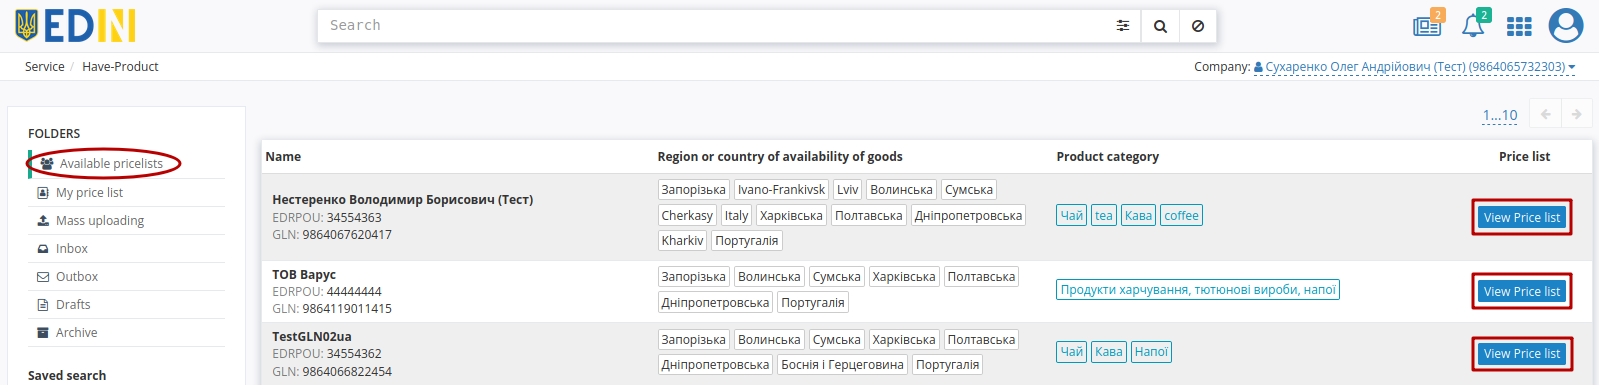 EDIN
Search
2
2
Service / Have-Product
Company: Сухаренко Олег Андрійович (Тест) (9864065732303)
1...10
FOLDERS
Available pricelists
My price list
Mass uploading
Inbox
Outbox
Drafts
Archive
Saved search
Name
Region or country of availability of goods
Product category
Price list
Нестеренко Володимир Борисович (Тест)
EDRPOU: 34554363
GLN: 9864067620417
Запорізька Ivano-Frankivsk Lviv Волинська Сумська
Cherkasy Italy Харківська Полтавська Дніпропетровська
Kharkiv Португалія
Чай tea Кава coffee
View Price list
ТОВ Варус
EDRPOU: 44444444
GLN: 9864119011415
Запорізька Волинська Сумська Харківська Полтавська
Дніпропетровська Португалія
Продукти харчування, тютюнові вироби, напої
View Price list
TestGLN02ua
EDRPOU: 34554362
GLN: 9864066822454
Запорізька Волинська Сумська Харківська Полтавська
Дніпропетровська Боснія і Герцеговина Португалія
Чай Кава Напої
View Price list